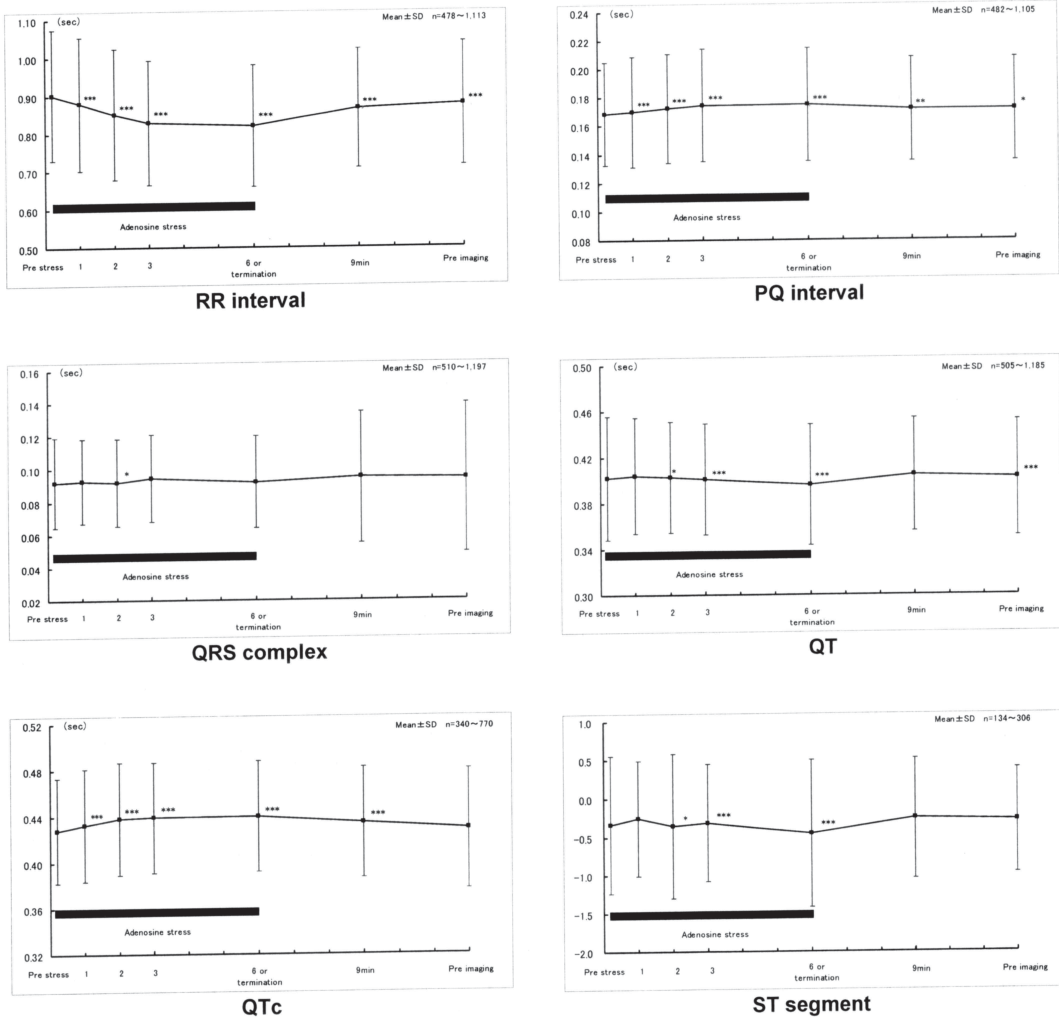 1.10 (sec) Mean±SD n=478~1,113
1.00
0.90
*** *** *** *** *** ***
0.80
0.70
0.60
Adenosine stress
0.50
Pre stress 1 2 3 6 or termination 9min Pre imaging
RR interval
0.24 (sec) Mean±SD n=482~1,105
0.22
0.20
0.18
*** *** *** *** ** *
0.16
0.14
0.12
0.10
Adenosine stress
0.08
Pre stress 1 2 3 6 or termination 9min Pre imaging
PQ interval
0.16 (sec) Mean±SD n=510~1,197
0.14
0.12
0.10
*
0.08
0.06
0.04
Adenosine stress
0.02
Pre stress 1 2 3 6 or termination 9min Pre imaging
QRS complex
0.50 (sec) Mean±SD n=505~1,185
0.46
0.42
* *** *** ***
0.38
0.34
Adenosine stress
0.30
Pre stress 1 2 3 6 or termination 9min Pre imaging
QT
0.52 (sec) Mean±SD n=340~770
0.48
0.44
*** *** *** *** ***
0.40
0.36
Adenosine stress
0.32
Pre stress 1 2 3 6 or termination 9min Pre imaging
QTc
1.0 Mean±SD n=134~306
0.5
0.0
-0.5
* *** ***
-1.0
-1.5
Adenosine stress
-2.0
Pre stress 1 2 3 6 or termination 9min Pre imaging
ST segment